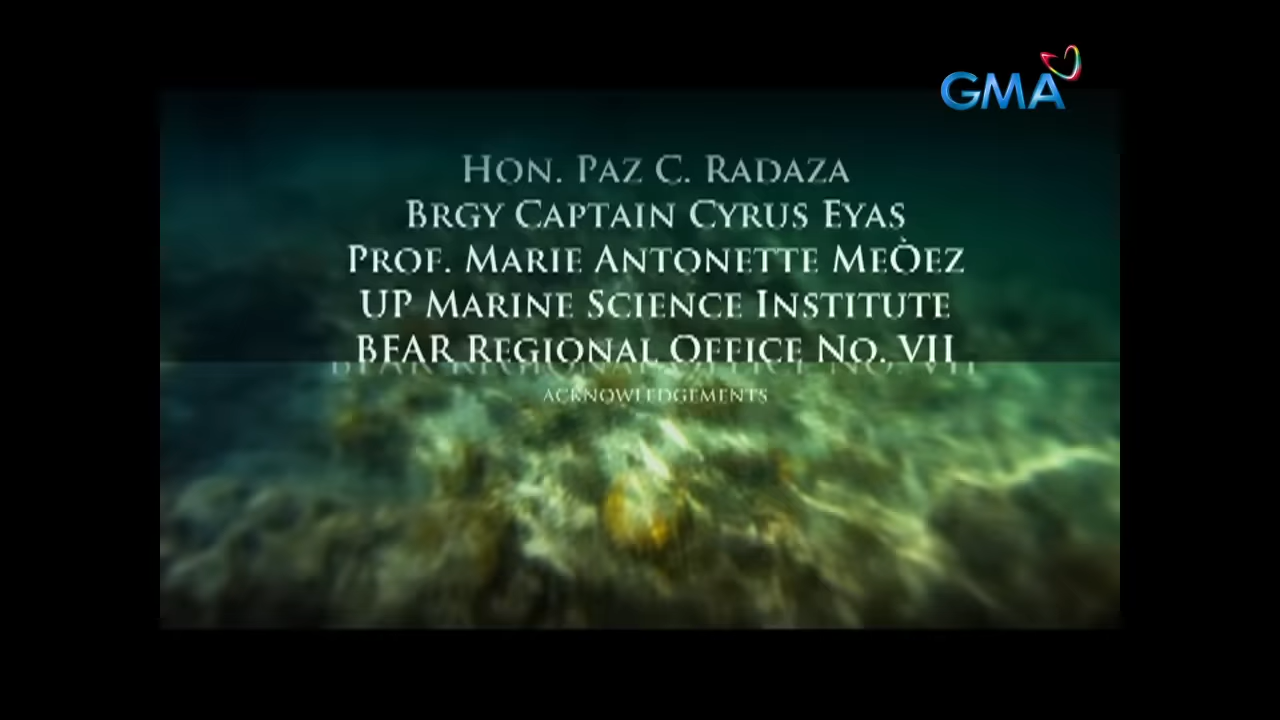 GMA
HON. PAZ C. RADAZA
BRGY CAPTAIN CYRUS EYAS
PROF. MARIE ANTONETTE MEÒEZ
UP MARINE SCIENCE INSTITUTE
BFAR REGIONAL OFFICE NO. VII
ACKNOWLEDGEMENTS